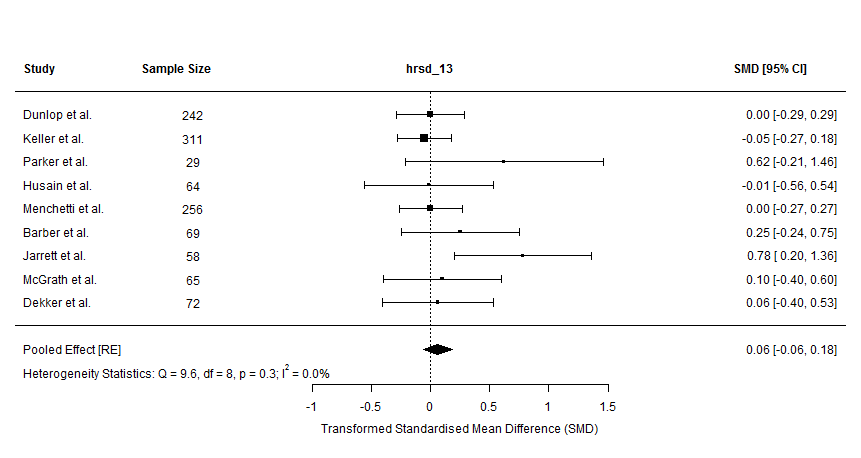 Study Sample Size hrsd_13 SMD [95% CI]
Dunlop et al. 242 0.00 [-0.29, 0.29]
Keller et al. 311 -0.05 [-0.27, 0.18]
Parker et al. 29 0.62 [-0.21, 1.46]
Husain et al. 64 -0.01 [-0.56, 0.54]
Menchetti et al. 256 0.00 [-0.27, 0.27]
Barber et al. 69 0.25 [-0.24, 0.75]
Jarrett et al. 58 0.78 [ 0.20, 1.36]
McGrath et al. 65 0.10 [-0.40, 0.60]
Dekker et al. 72 0.06 [-0.40, 0.53]
Pooled Effect [RE] 0.06 [-0.06, 0.18]
Heterogeneity Statistics: Q = 9.6, df = 8, p = 0.3; I² = 0.0%
-1 -0.5 0 0.5 1 1.5
Transformed Standardised Mean Difference (SMD)